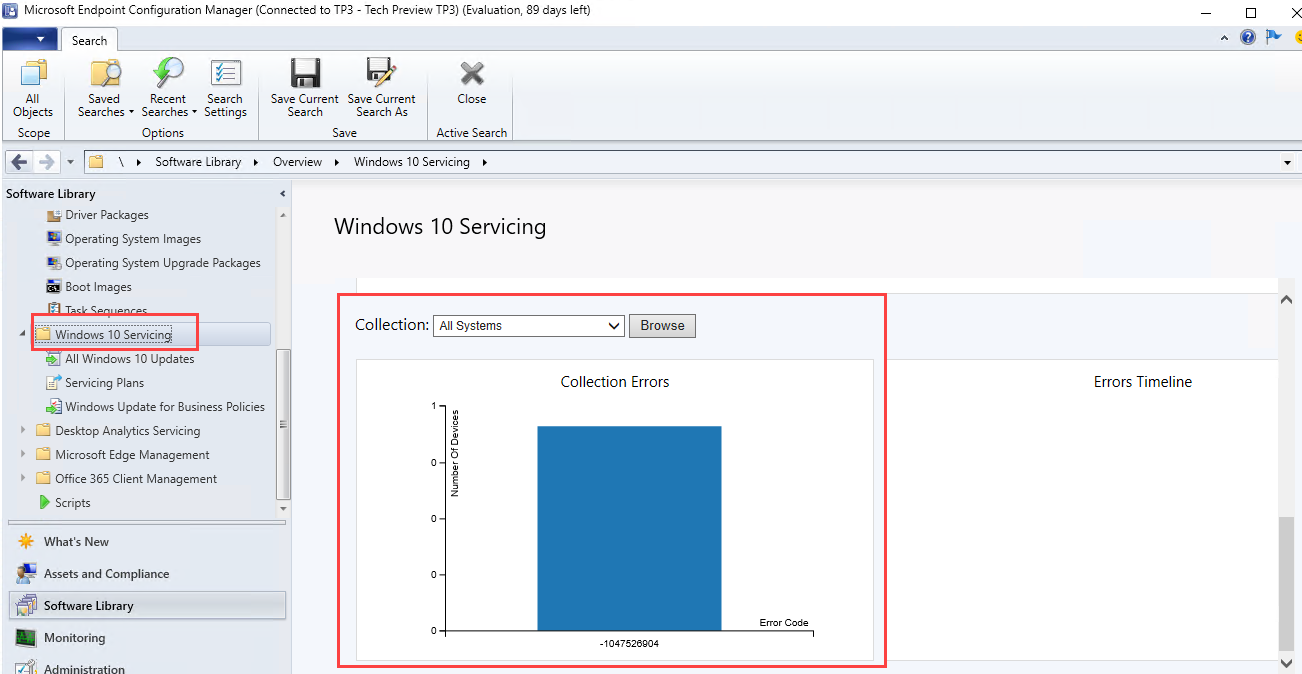 Microsoft Endpoint Configuration Manager (Connected to TP3 - Tech Preview TP3) (Evaluation, 89 days left)
Search
All Objects
Saved Searches
Recent Searches
Search Settings
Save Current Search
Save Current Search As
Close
Scope
Options
Save
Active Search
\ Software Library Overview Windows 10 Servicing
Software Library
Driver Packages
Operating System Images
Operating System Upgrade Packages
Boot Images
Task Sequences
Windows 10 Servicing
All Windows 10 Updates
Servicing Plans
Windows Update for Business Policies
Desktop Analytics Servicing
Microsoft Edge Management
Office 365 Client Management
Scripts
What's New
Assets and Compliance
Software Library
Monitoring
Administration
Windows 10 Servicing
Collection: All Systems Browse
Collection Errors
1
0
0
0
0
Number Of Devices
Error Code
-1047526904
Errors Timeline